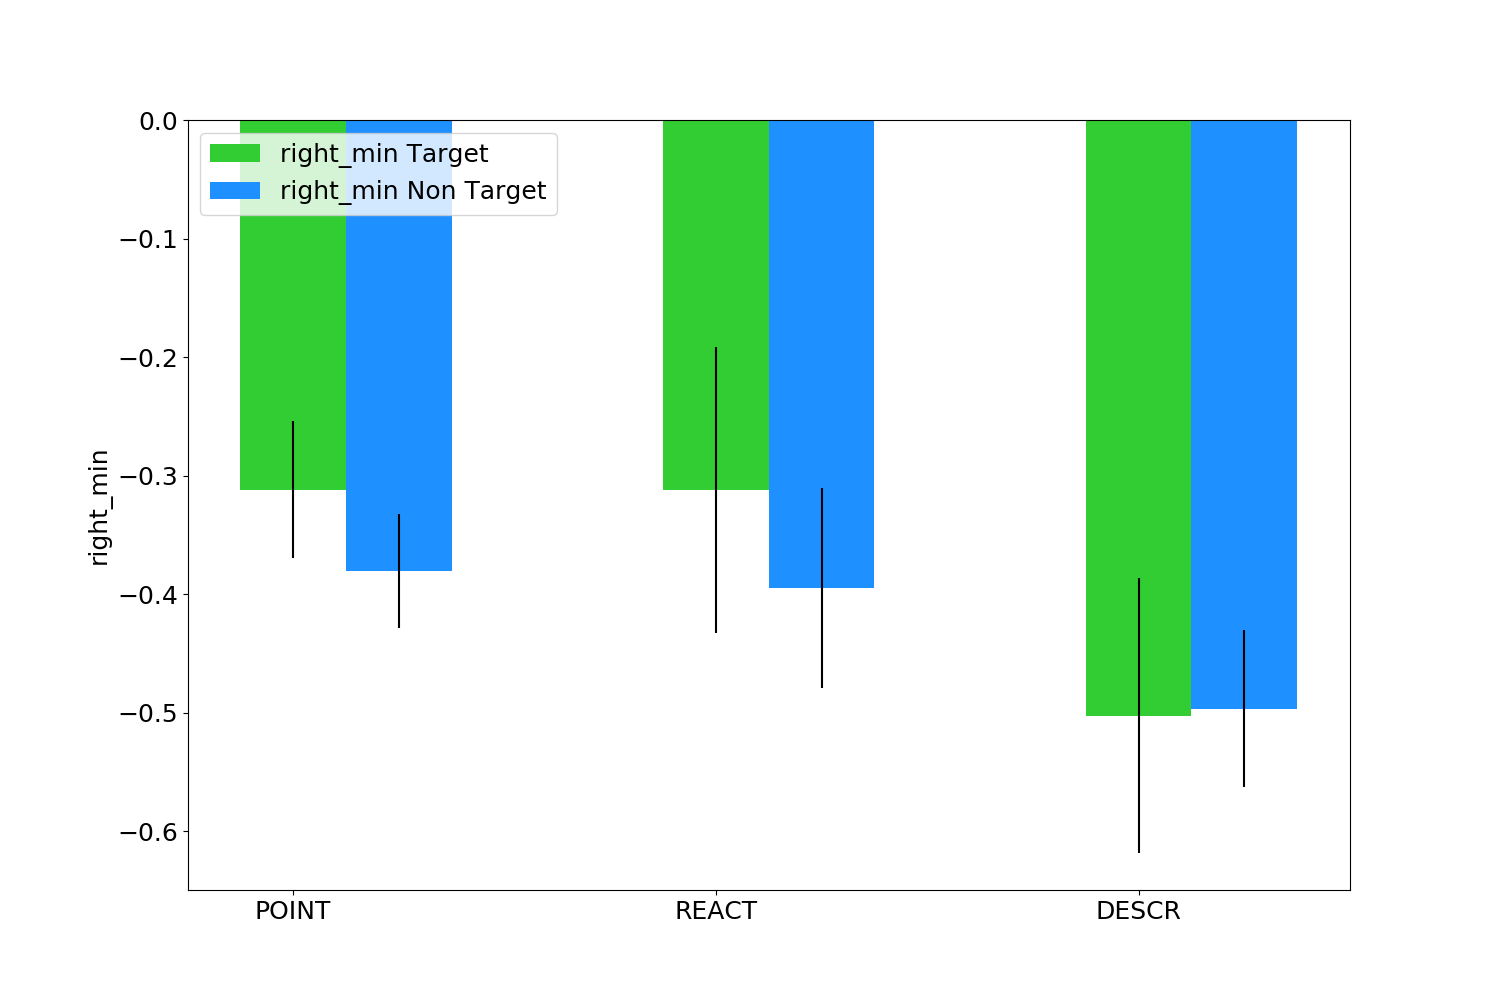 right_min Target
right_min Non Target
0.0
−0.1
−0.2
−0.3
−0.4
−0.5
−0.6
right_min
POINT REACT DESCR